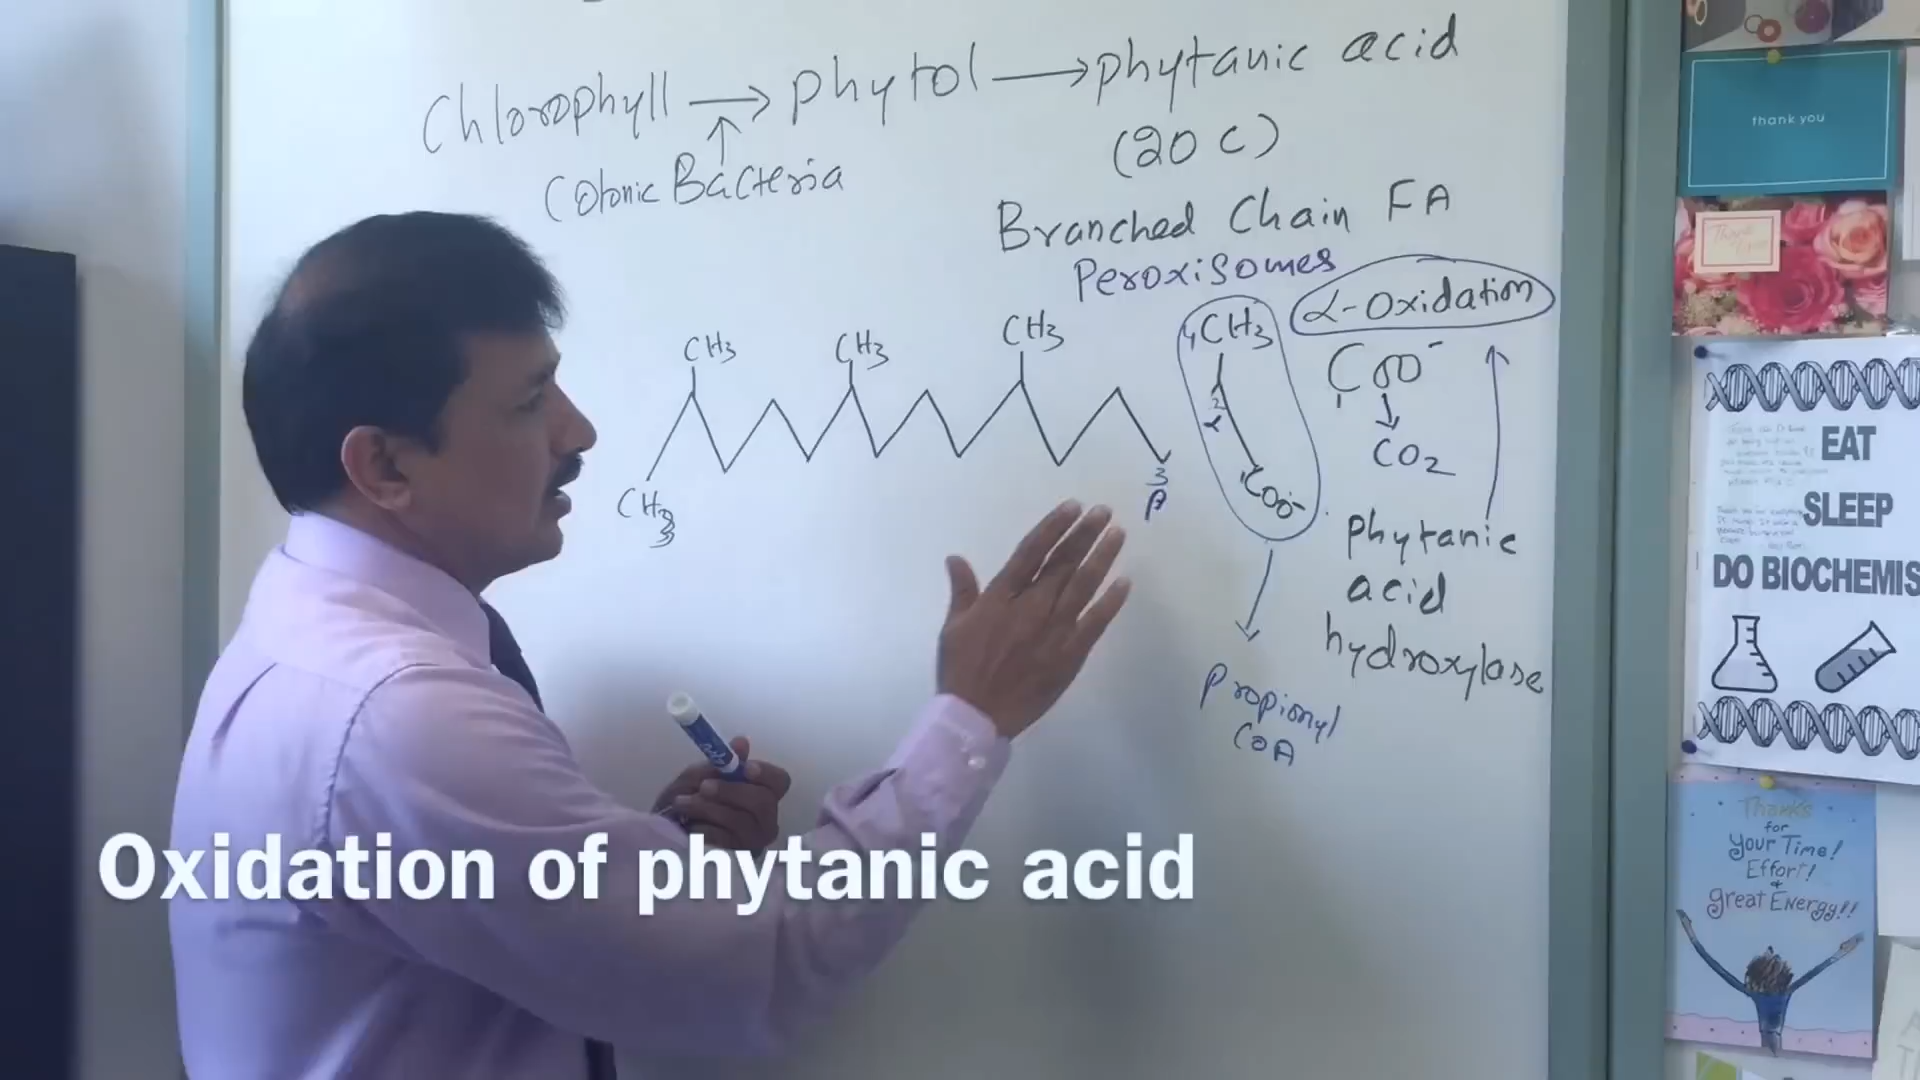 Chlorophyll → Phytol → phytanic acid
Colonic Bacteria
(20 C)
Branched Chain FA
Peroxisomes
α-Oxidation
CH3
CH3
CH3
CH3
COO-
CO2
CH3
3
β
2
COO-
phytanic
acid
hydroxylase
Propionyl
CoA
Oxidation of phytanic acid
thank you
EAT
SLEEP
DO BIOCHEMIS
Thanks
for
Your Time!
Effort!
+
great Energy!!